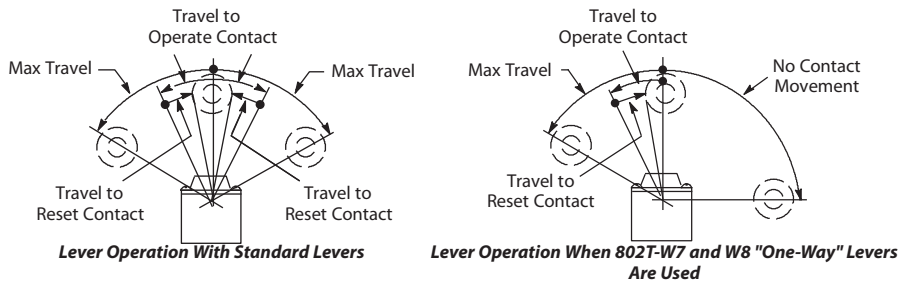 Travel to
Operate Contact
Max Travel
Max Travel
Travel to
Reset Contact
Travel to
Reset Contact
Lever Operation With Standard Levers
Travel to
Operate Contact
Max Travel
No Contact
Movement
Travel to
Reset Contact
Lever Operation When 802T-W7 and W8 "One-Way" Levers
Are Used